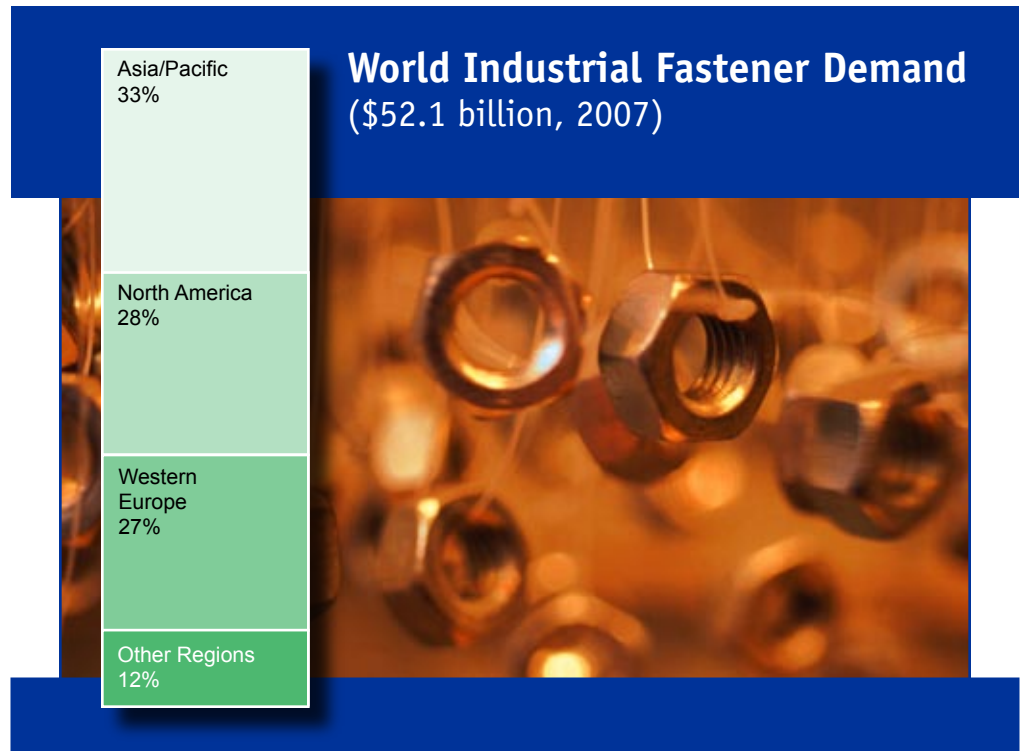 World Industrial Fastener Demand
($52.1 billion, 2007)
Asia/Pacific
33%
North America
28%
Western
Europe
27%
Other Regions
12%